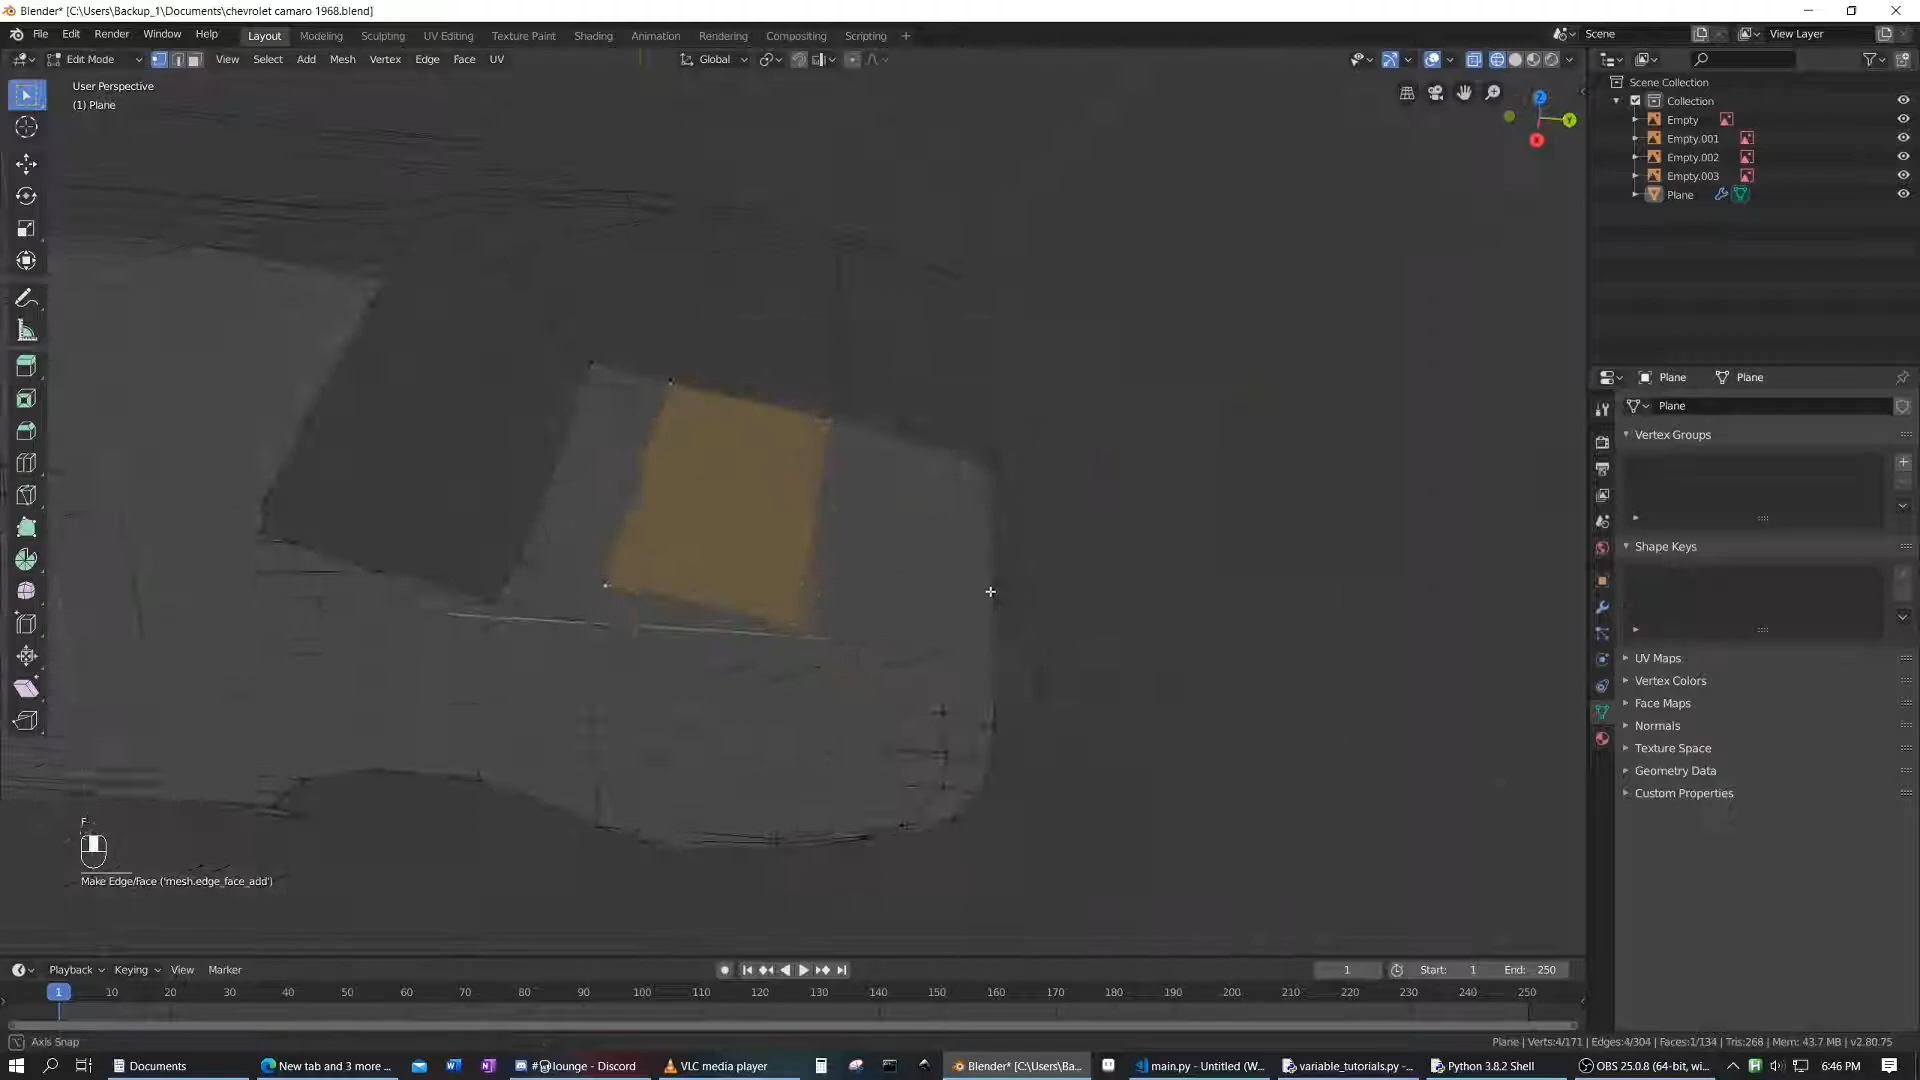 Blender* [C:\Users\Backup_1\Documents\chevrolet camaro 1968.blend]
File Edit Render Window Help Layout Modeling Sculpting UV Editing Texture Paint Shading Animation Rendering Compositing Scripting + Scene View Layer
Edit Mode View Select Add Mesh Vertex Edge Face UV Global
User Perspective
(1) Plane
Scene Collection
Collection
Empty
Empty.001
Empty.002
Empty.003
Plane
Z
Y
X
Plane Plane
Plane
Vertex Groups
Shape Keys
UV Maps
Vertex Colors
Face Maps
Normals
Texture Space
Geometry Data
Custom Properties
F
Make Edge/Face ('mesh.edge_face_add')
Playback Keying View Marker 1 Start: 1 End: 250
1 10 20 30 40 50 60 70 80 90 100 110 120 130 140 150 160 170 180 190 200 210 220 230 240 250
Axis Snap Plane | Verts:4/171 | Edges:4/304 | Faces:1/134 | Tris:268 | Mem: 43.7 MB | v2.80.75
Documents New tab and 3 more ... lounge - Discord VLC media player Blender* [C:\Users\Ba... main.py - Untitled (W... variable_tutorials.py -... Python 3.8.2 Shell OBS 25.0.8 (64-bit, wi... 6:46 PM